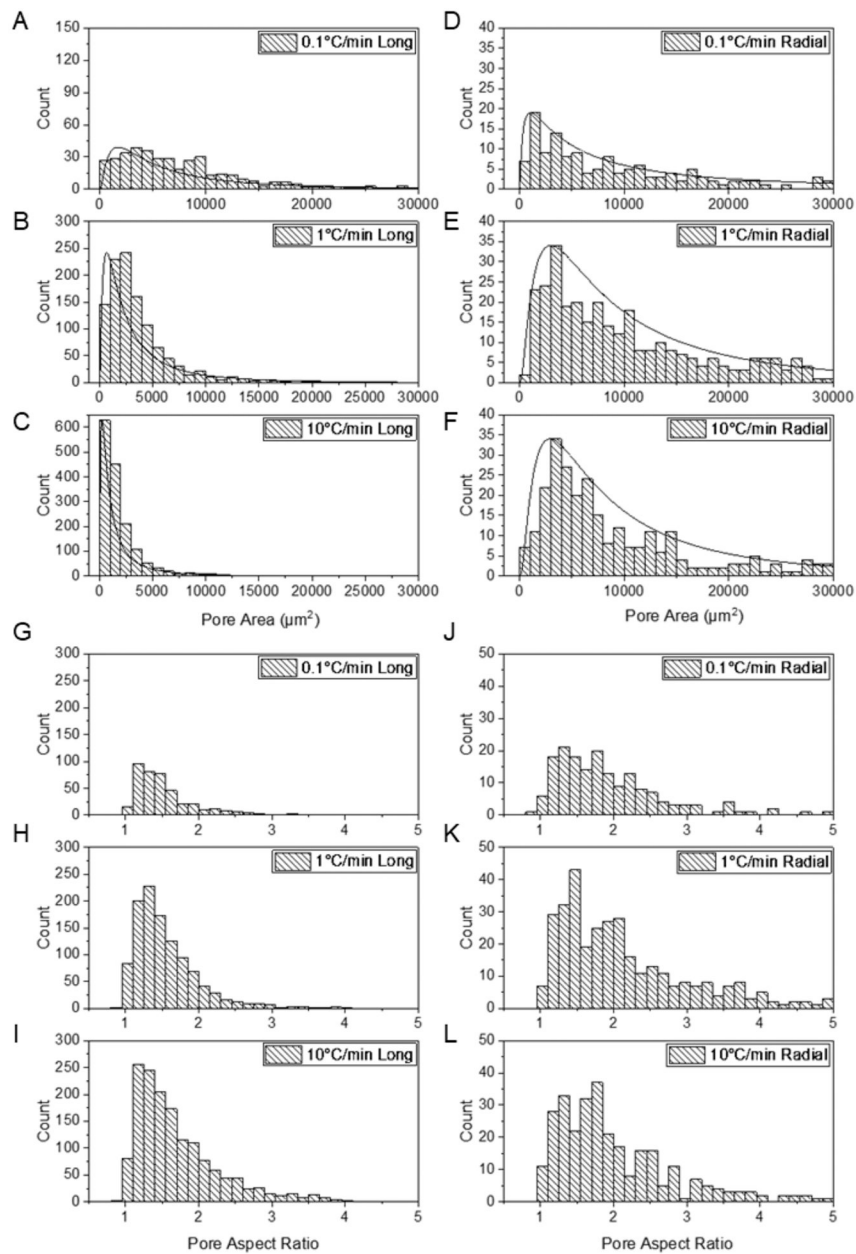 A
150
120
90
60
30
0
Count
0.1°C/min Long
0 10000 20000 30000
B
300
250
200
150
100
50
0
Count
1°C/min Long
0 5000 10000 15000 20000 25000 30000
C
600
500
400
300
200
100
0
Count
10°C/min Long
0 5000 10000 15000 20000 25000 30000
Pore Area (μm²)
D
40
35
30
25
20
15
10
5
0
Count
0.1°C/min Radial
0 10000 20000 30000
E
40
35
30
25
20
15
10
5
0
Count
1°C/min Radial
0 10000 20000 30000
F
40
35
30
25
20
15
10
5
0
Count
10°C/min Radial
0 10000 20000 30000
Pore Area (μm²)
G
300
250
200
150
100
50
0
Count
0.1°C/min Long
1 2 3 4 5
H
300
250
200
150
100
50
0
Count
1°C/min Long
1 2 3 4 5
I
300
250
200
150
100
50
0
Count
10°C/min Long
1 2 3 4 5
Pore Aspect Ratio
J
50
40
30
20
10
0
Count
0.1°C/min Radial
1 2 3 4 5
K
50
40
30
20
10
0
Count
1°C/min Radial
1 2 3 4 5
L
50
40
30
20
10
0
Count
10°C/min Radial
1 2 3 4 5
Pore Aspect Ratio